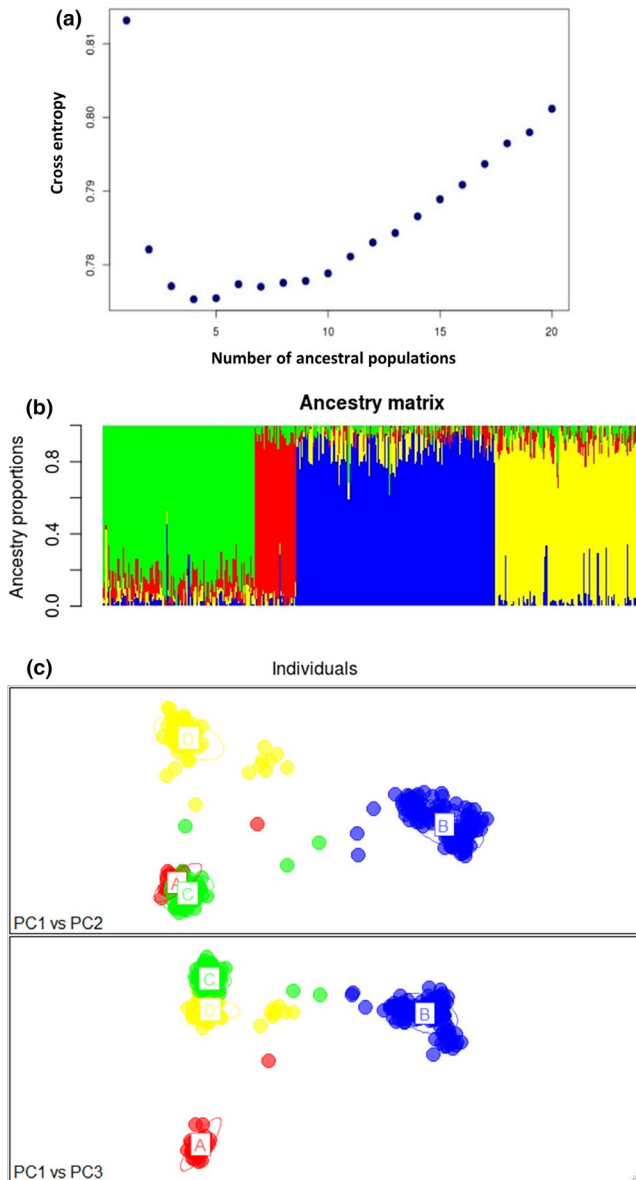 (a)
Cross entropy
0.81
0.80
0.79
0.78
5 10 15 20
Number of ancestral populations
(b)
Ancestry matrix
Ancestry proportions
0.8
0.4
0.0
(c)
Individuals
D
B
A
C
PC1 vs PC2
C
D
B
A
PC1 vs PC3